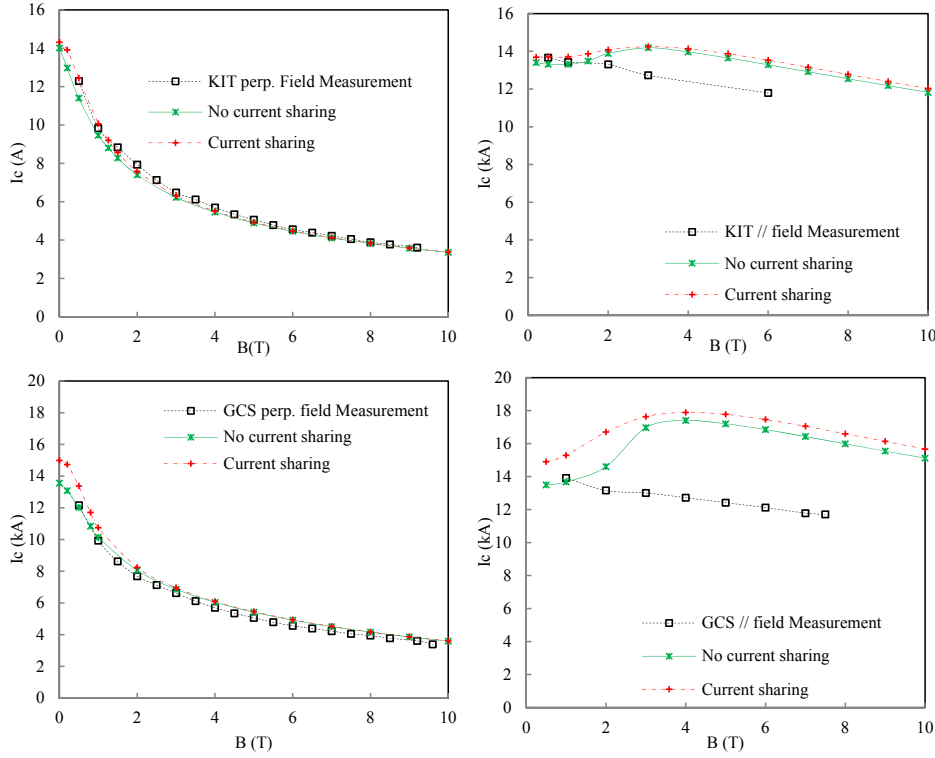 16
14
12
10
8
6
4
2
0
Ic (A)
KIT perp. Field Measurement
No current sharing
Current sharing
0 2 4 6 8 10
B(T)
16
14
12
10
8
6
4
2
0
Ic (kA)
KIT // field Measurement
No current sharing
Current sharing
0 2 4 6 8 10
B (T)
20
18
16
14
12
10
8
6
4
2
0
Ic (kA)
GCS perp. field Measurement
No current sharing
Current sharing
0 2 4 6 8 10
B (T)
20
18
16
14
12
10
8
6
4
2
0
Ic (kA)
GCS // field Measurement
No current sharing
Current sharing
0 2 4 6 8 10
B (T)